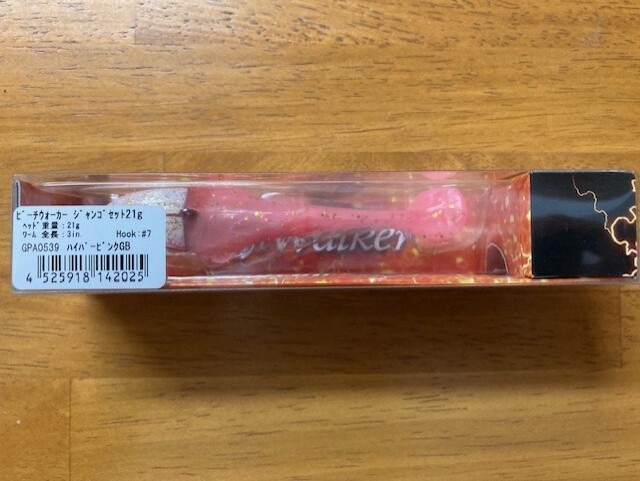 ﾋﾞｰﾁｳｫｰｶｰ ｼﾞｬﾝｺﾞｾｯﾄ21g
ﾍｯﾄﾞ 重量：21g
ﾜｰﾑ 全長：3in. Hook：#7
GPA0539 ﾊｲﾊﾟｰﾋﾟﾝｸGB
4 525918 142025
Walker